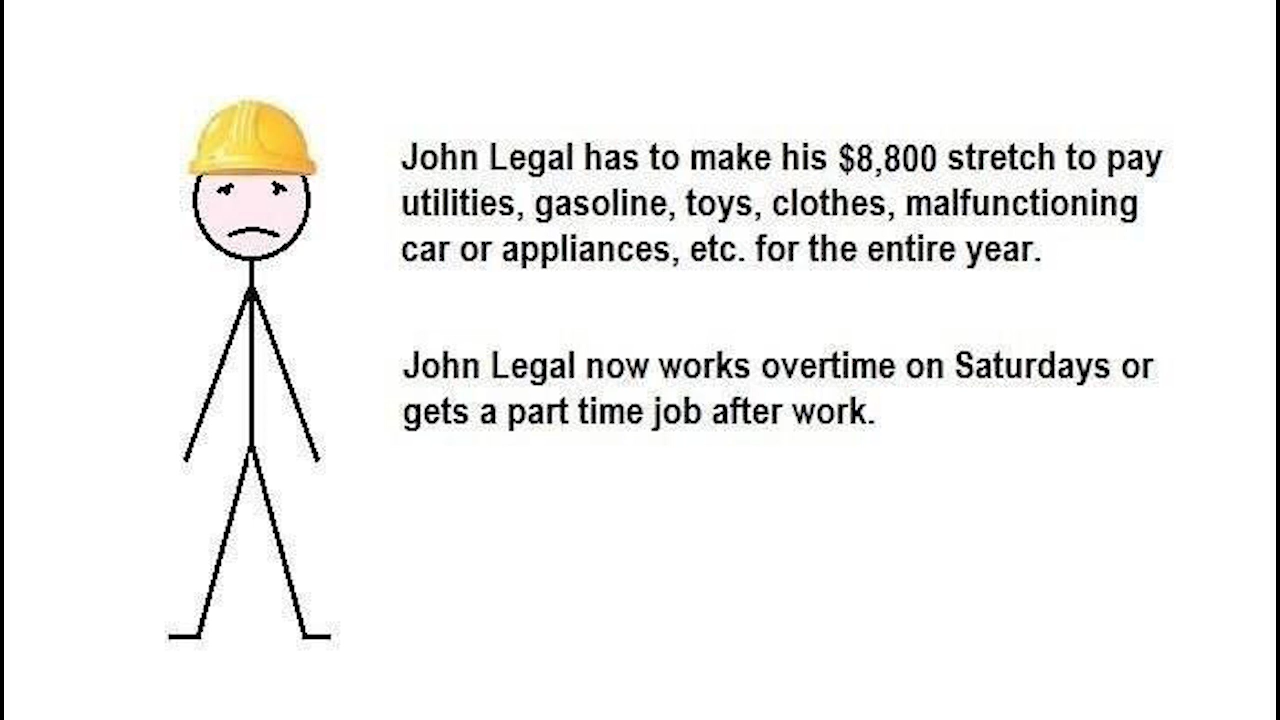 John Legal has to make his $8,800 stretch to pay
utilities, gasoline, toys, clothes, malfunctioning
car or appliances, etc. for the entire year.
John Legal now works overtime on Saturdays or
gets a part time job after work.